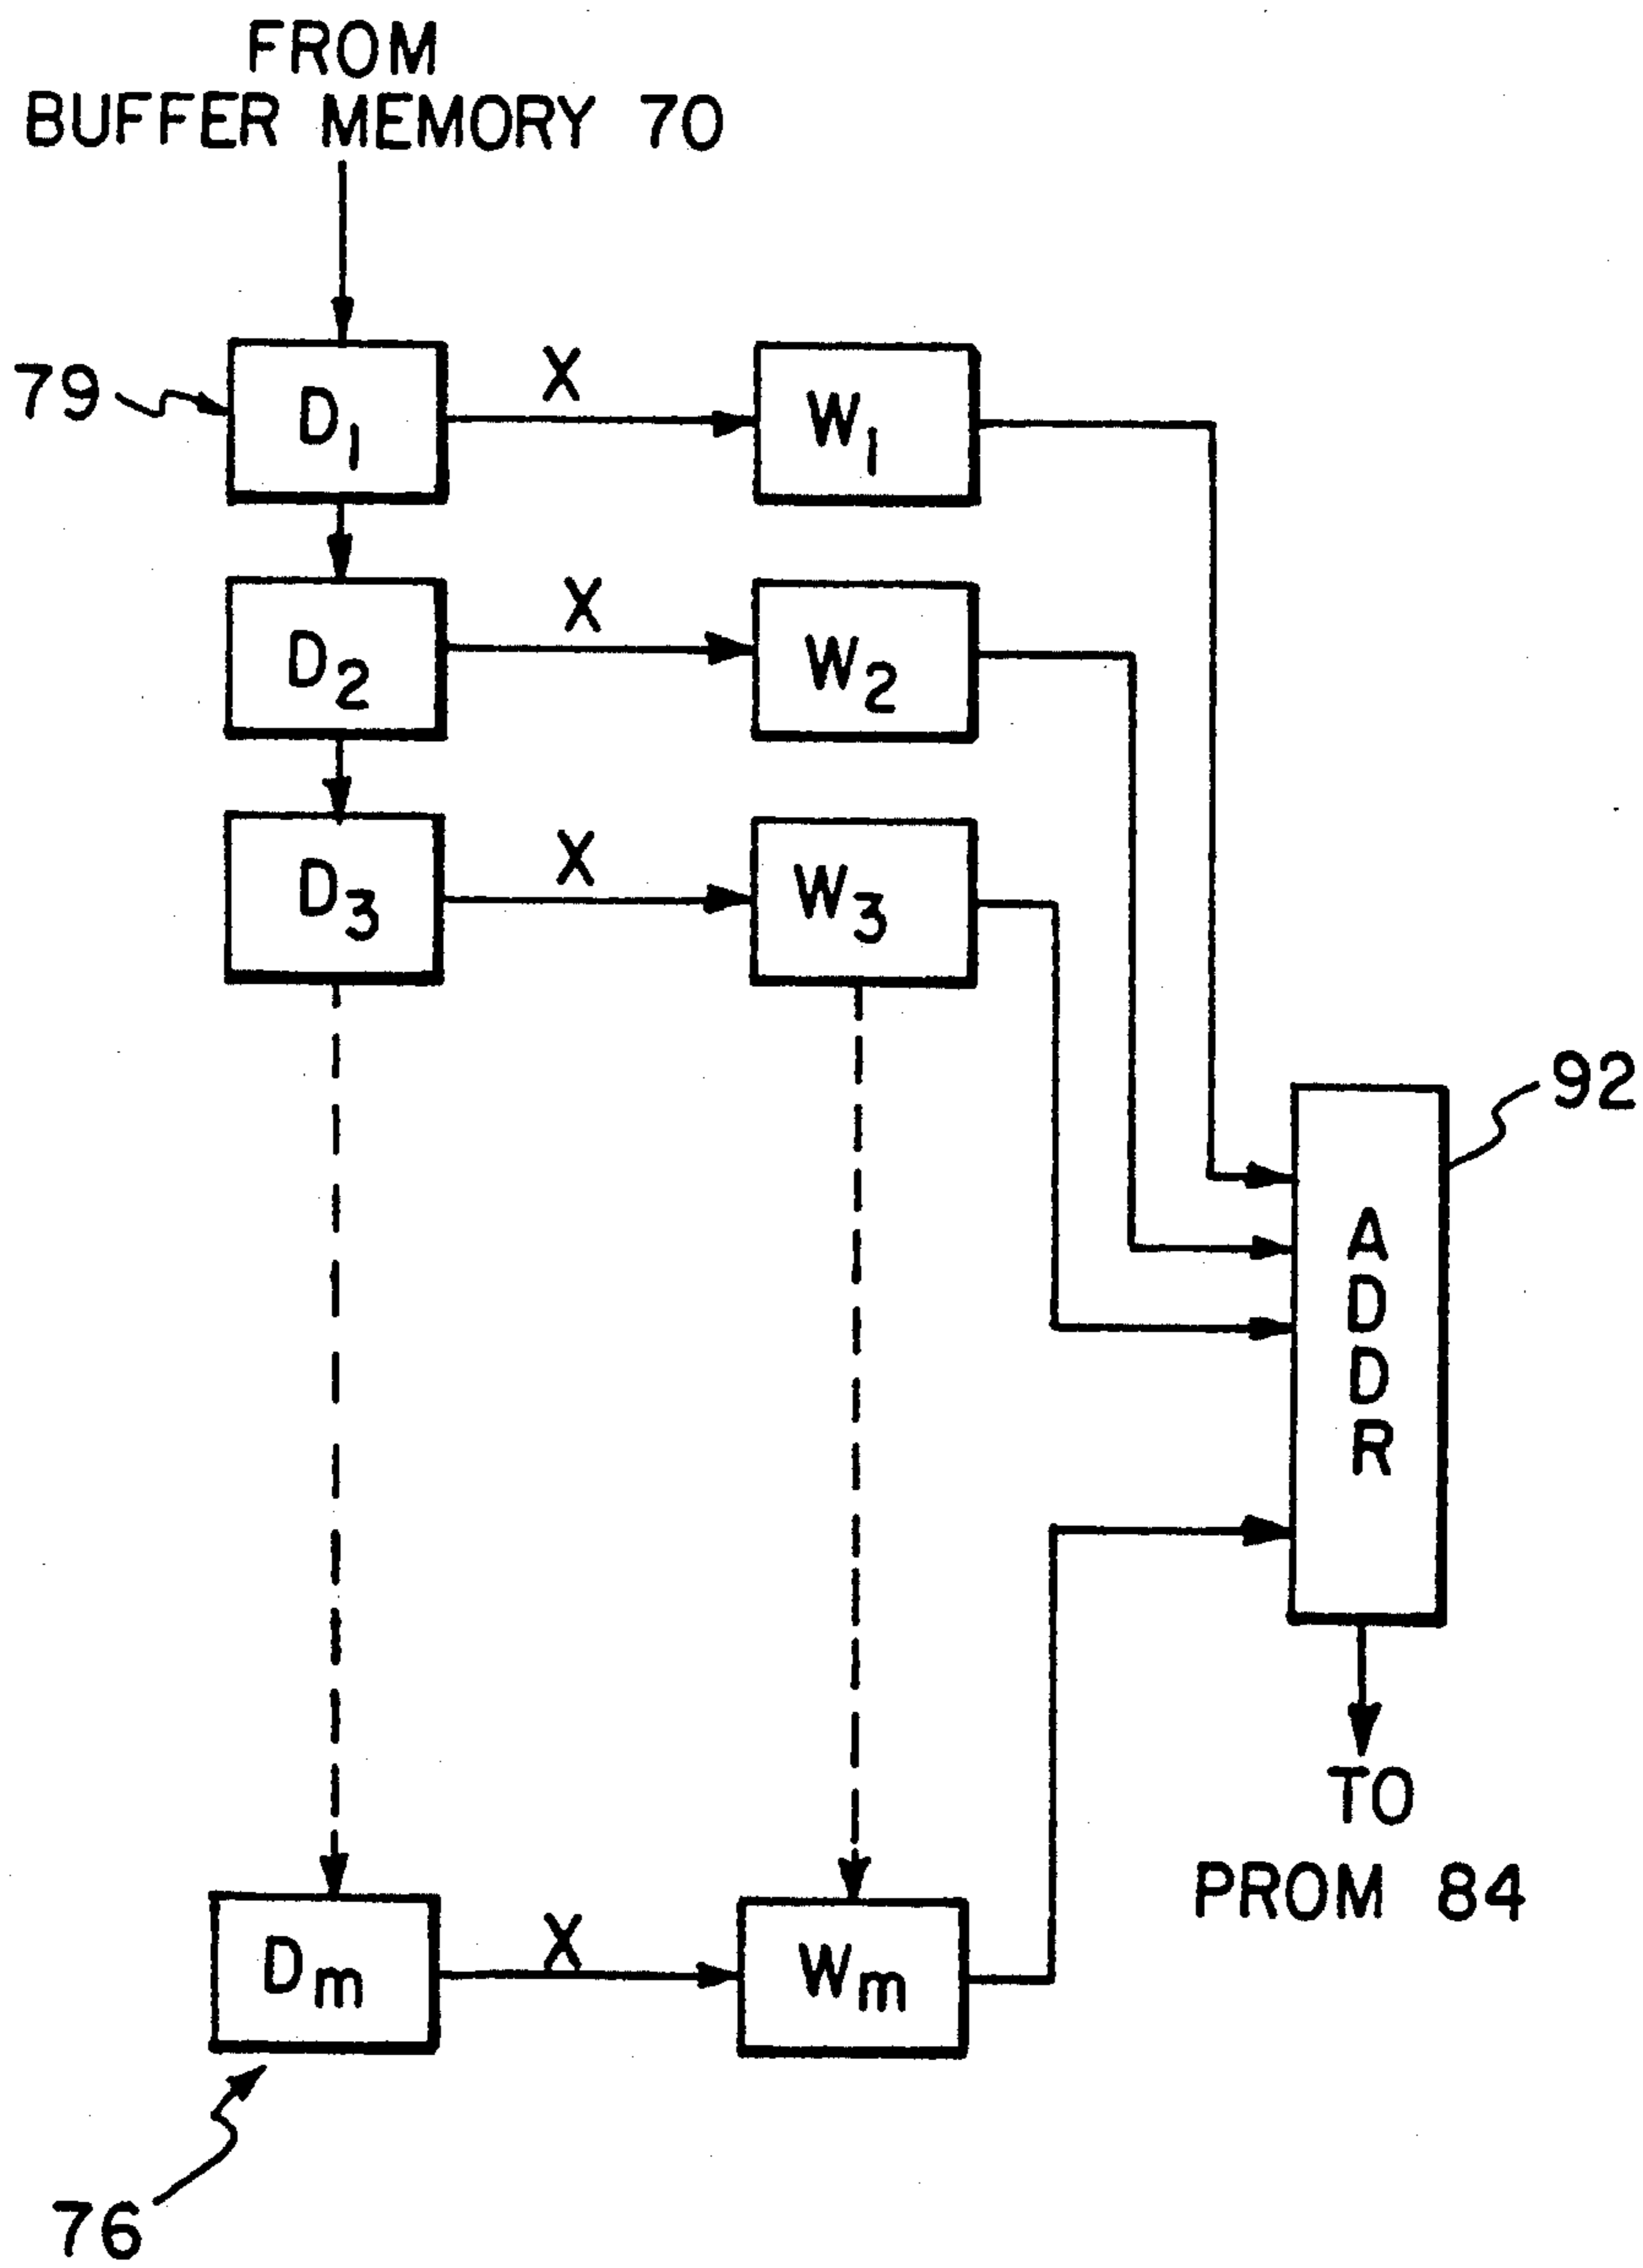 FROM
BUFFER MEMORY 70
79
D1
X
W1
D2
X
W2
D3
X
W3
92
ADDR
TO
PROM 84
Dm
X
Wm
76